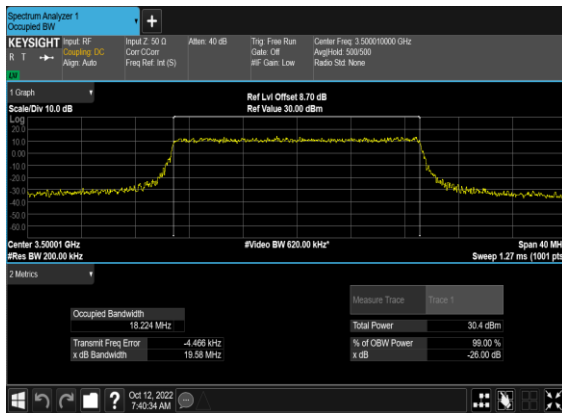 Spectrum Analyzer 1
Occupied BW
KEYSIGHT
R T
LXI
Input: RF
Coupling: DC
Align: Auto
Input Z: 50 Ω
Corr CCorr
Freq Ref: Int (S)
Atten: 40 dB
Trig: Free Run
Gate: Off
#IF Gain: Low
Center Freq: 3.500010000 GHz
Avg|Hold: 500/500
Radio Std: None
1 Graph
Scale/Div 10.0 dB
Ref Lvl Offset 8.70 dB
Ref Value 30.00 dBm
Log
20.0
10.0
0.00
-10.0
-20.0
-30.0
-40.0
-50.0
-60.0
Center 3.50001 GHz
#Res BW 200.00 kHz
#Video BW 620.00 kHz*
Span 40 MH
Sweep 1.27 ms (1001 pts
2 Metrics
Measure Trace
Trace 1
Occupied Bandwidth
18.224 MHz
Total Power
30.4 dBm
Transmit Freq Error
-4.466 kHz
% of OBW Power
99.00 %
x dB Bandwidth
19.58 MHz
x dB
-26.00 dB
?
Oct 12, 2022
7:40:34 AM